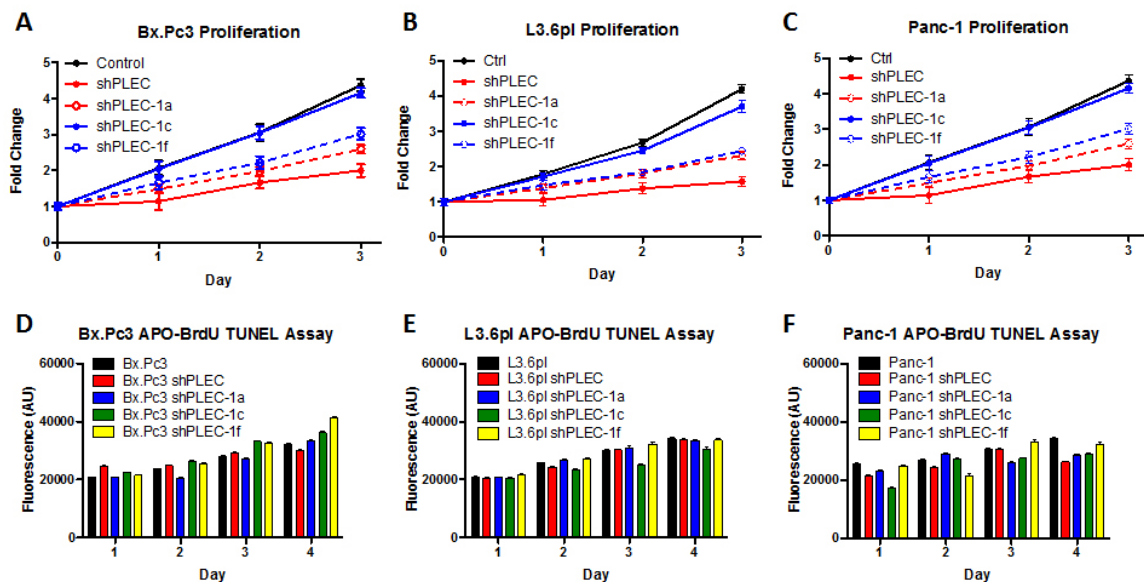 A
Bx.Pc3 Proliferation
Control
shPLEC
shPLEC-1a
shPLEC-1c
shPLEC-1f
Fold Change
5
4
3
2
1
0
0 1 2 3
Day
B
L3.6pl Proliferation
Ctrl
shPLEC
shPLEC-1a
shPLEC-1c
shPLEC-1f
Fold Change
5
4
3
2
1
0
0 1 2 3
Day
C
Panc-1 Proliferation
Ctrl
shPLEC
shPLEC-1a
shPLEC-1c
shPLEC-1f
Fold Change
5
4
3
2
1
0
0 1 2 3
Day
D
Bx.Pc3 APO-BrdU TUNEL Assay
Bx.Pc3
Bx.Pc3 shPLEC
Bx.Pc3 shPLEC-1a
Bx.Pc3 shPLEC-1c
Bx.Pc3 shPLEC-1f
Fluorescence (AU)
60000
40000
20000
0
1 2 3 4
Day
E
L3.6pl APO-BrdU TUNEL Assay
L3.6pl
L3.6pl shPLEC
L3.6pl shPLEC-1a
L3.6pl shPLEC-1c
L3.6pl shPLEC-1f
Fluorescence (AU)
60000
40000
20000
0
1 2 3 4
Day
F
Panc-1 APO-BrdU TUNEL Assay
Panc-1
Panc-1 shPLEC
Panc-1 shPLEC-1a
Panc-1 shPLEC-1c
Panc-1 shPLEC-1f
Fluorescence (AU)
60000
40000
20000
0
1 2 3 4
Day